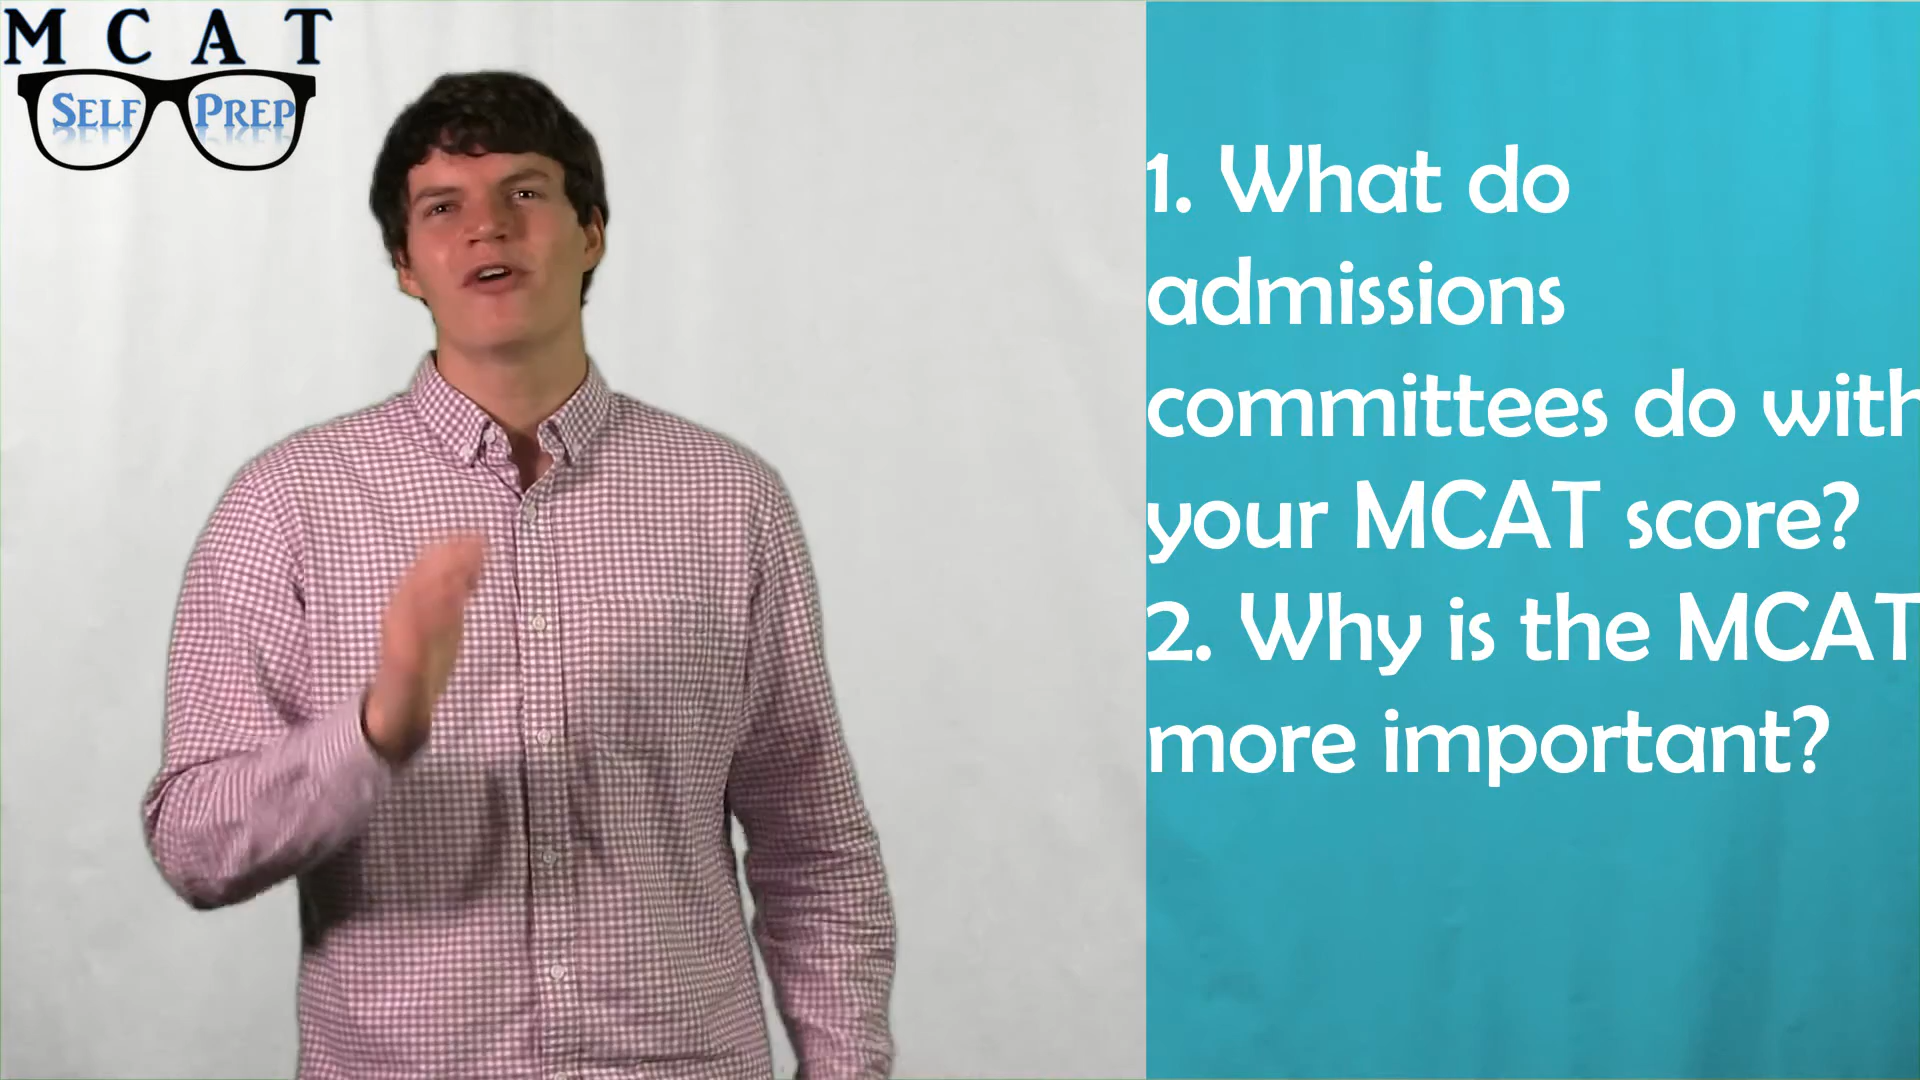 MCAT
SELF PREP
1. What do
admissions
committees do with
your MCAT score?
2. Why is the MCAT
more important?